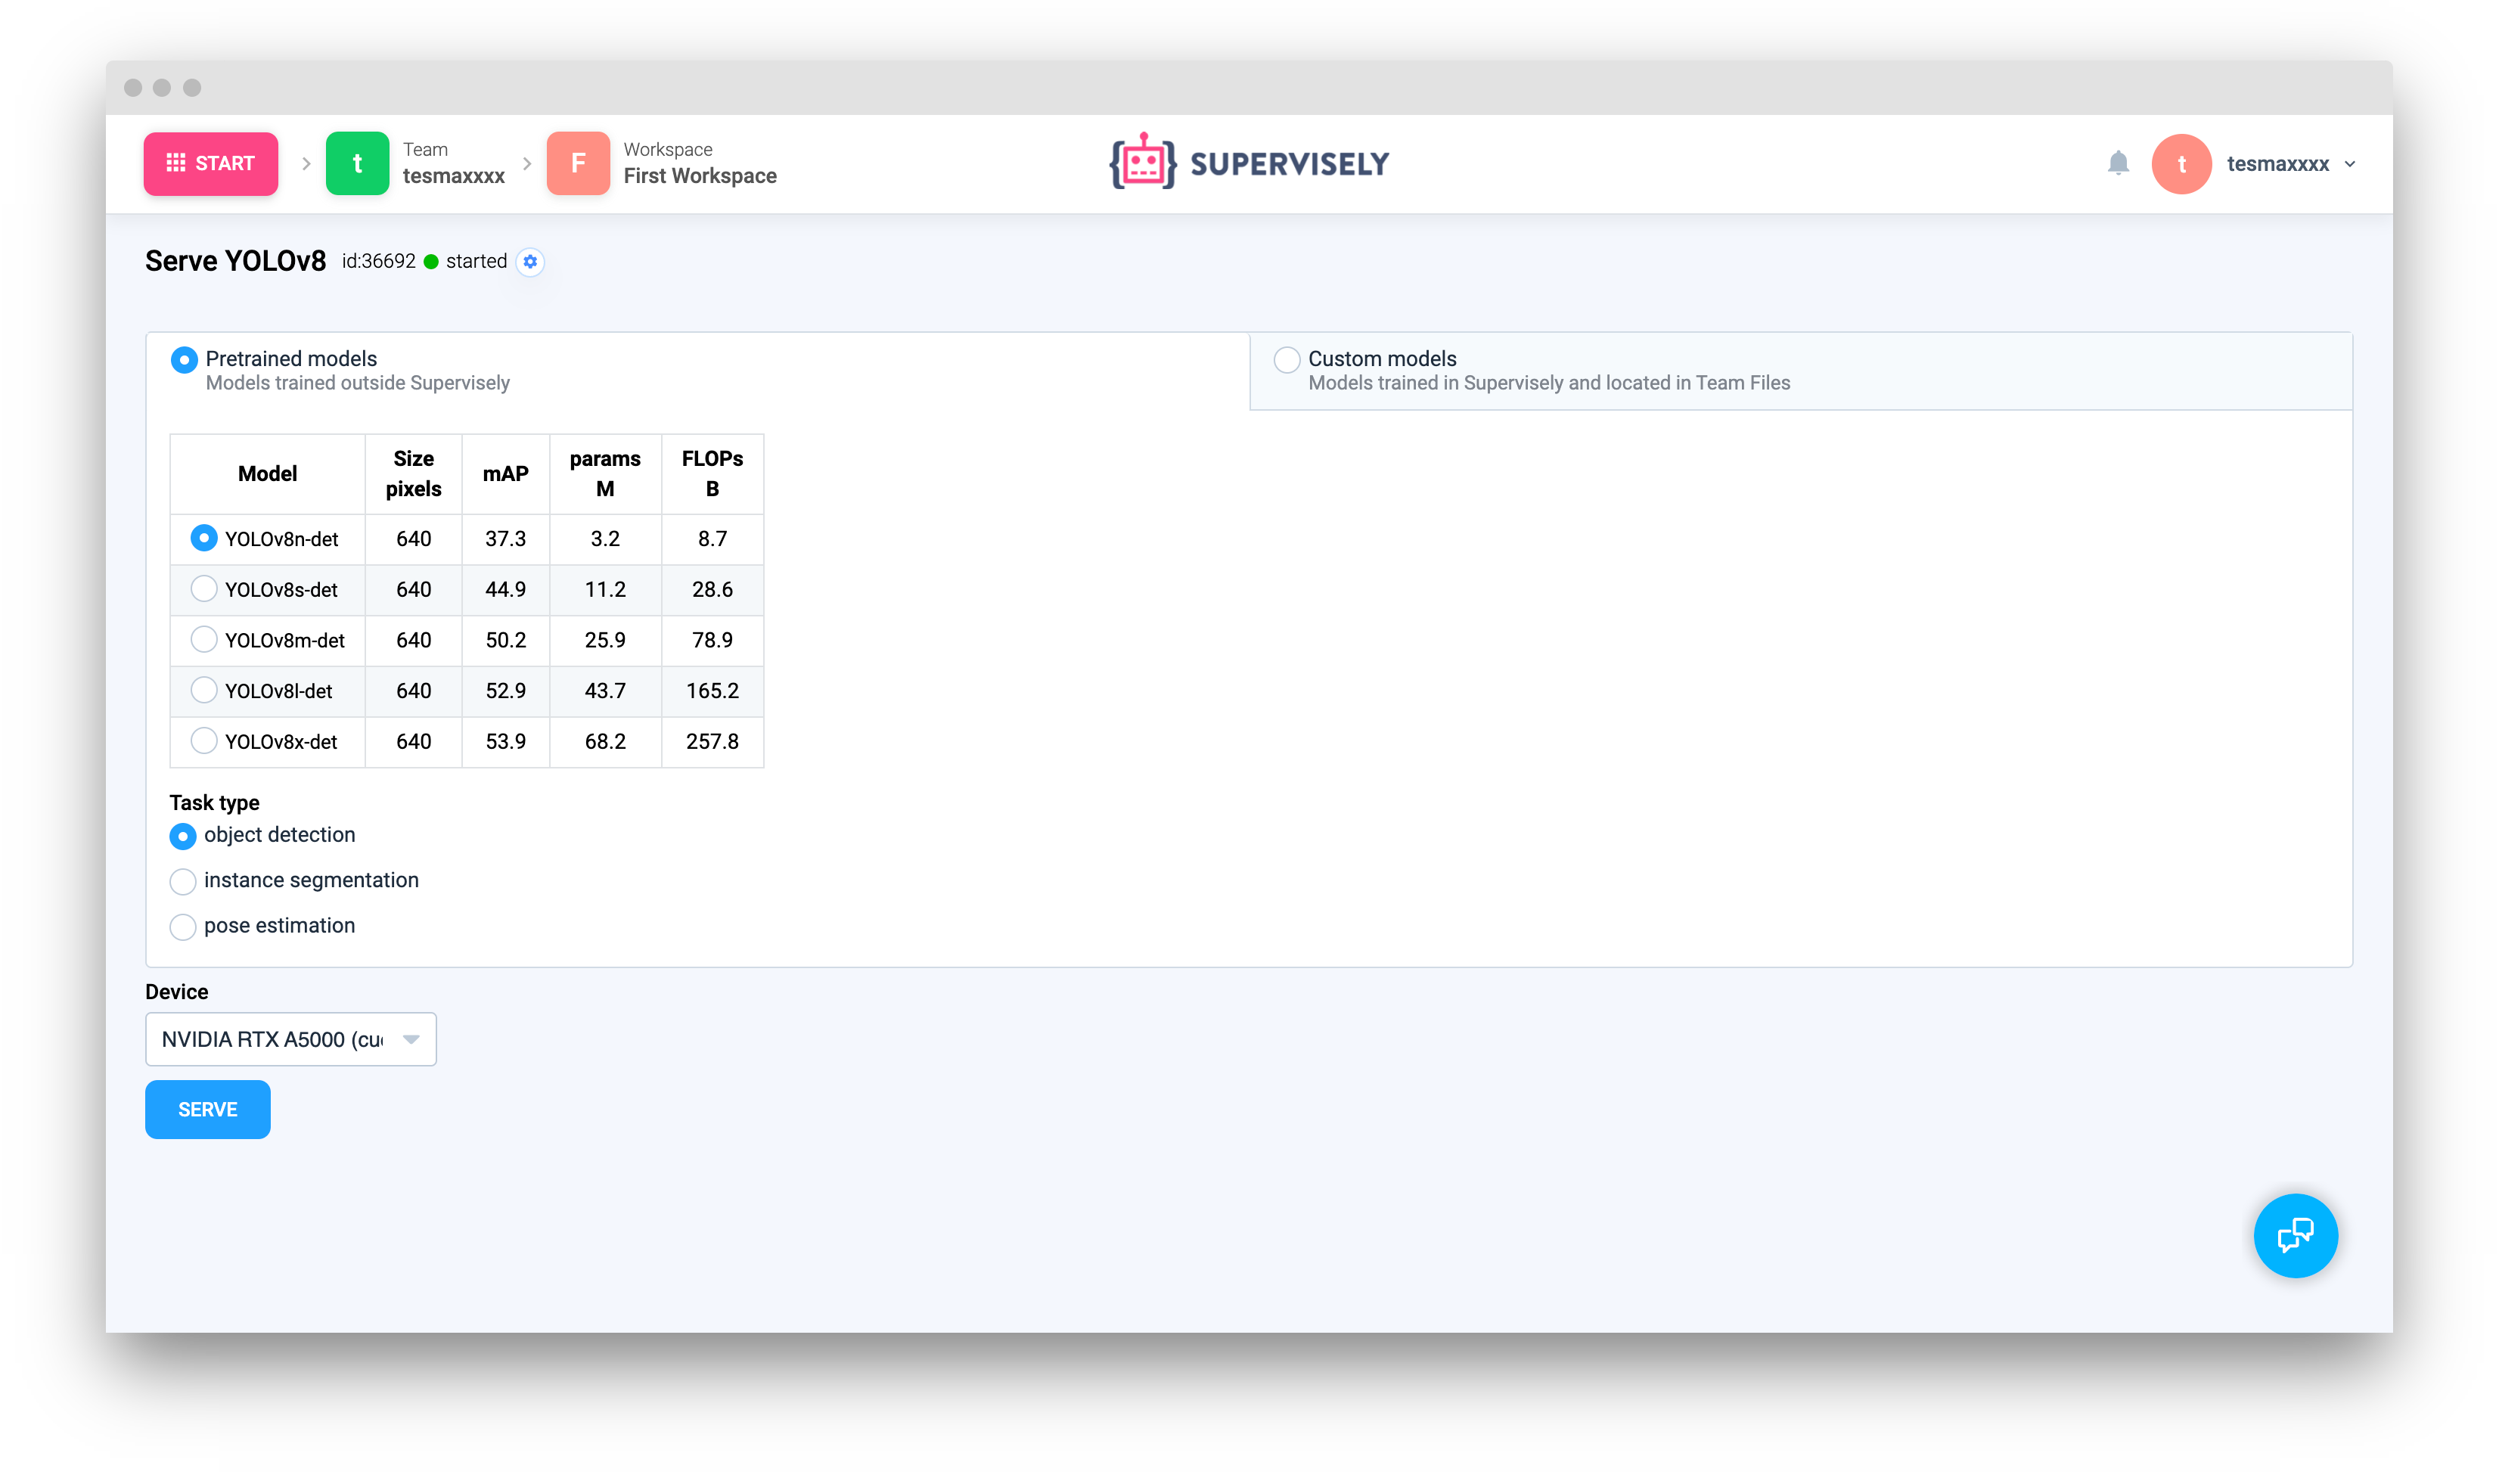 START
t
Team
tesmaxxxx
F
Workspace
First Workspace
SUPERVISELY
t
tesmaxxxx
Serve YOLOv8 id:36692 started
Pretrained models
Models trained outside Supervisely
Custom models
Models trained in Supervisely and located in Team Files
Model Size pixels mAP params M FLOPs B
YOLOv8n-det 640 37.3 3.2 8.7
YOLOv8s-det 640 44.9 11.2 28.6
YOLOv8m-det 640 50.2 25.9 78.9
YOLOv8l-det 640 52.9 43.7 165.2
YOLOv8x-det 640 53.9 68.2 257.8
Task type
object detection
instance segmentation
pose estimation
Device
NVIDIA RTX A5000
SERVE